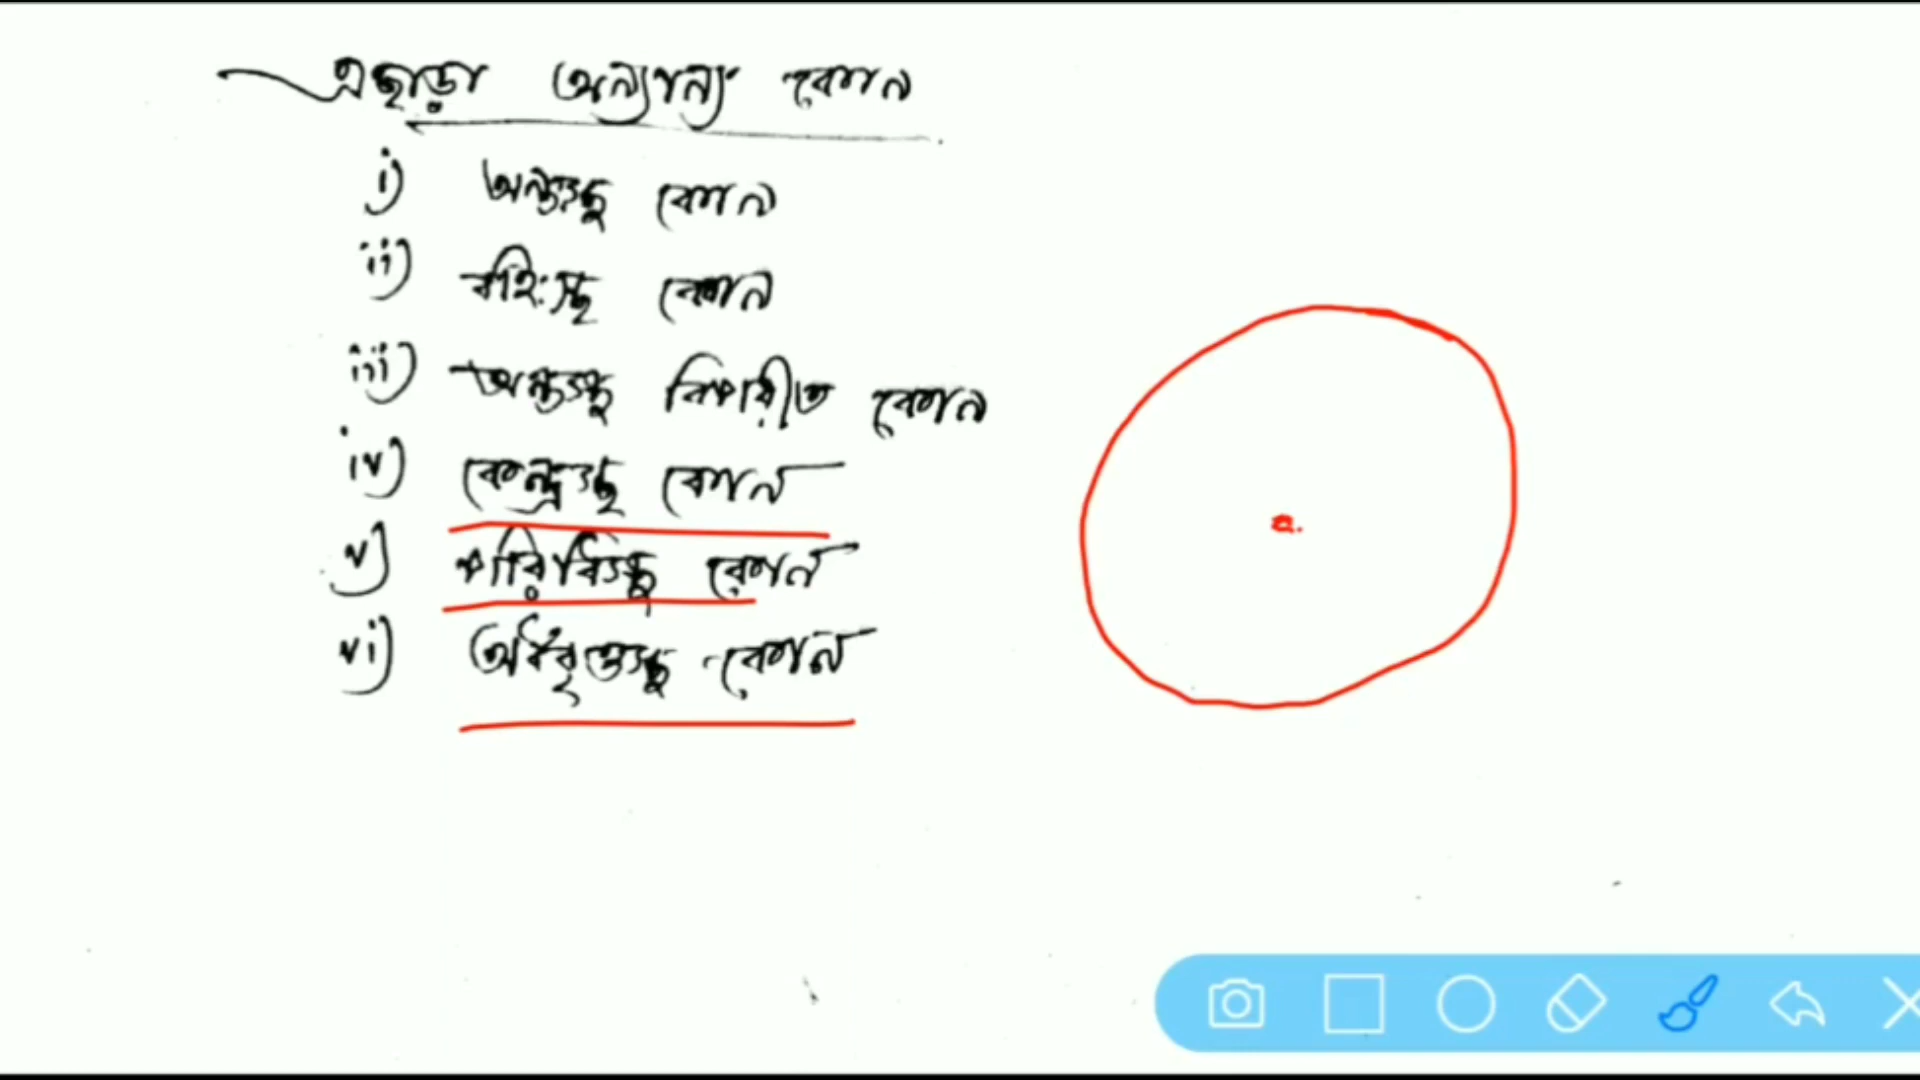 এছাড়া অন্যান্য কোন
i) অন্তঃস্থ কোন
ii) বহিঃস্থ কোন
iii) অন্তঃস্থ বিপরীত কোন
iv) কেন্দ্রস্থ কোন
v) পরিধিস্থ কোন
vi) অর্ধবৃত্তস্থ কোন